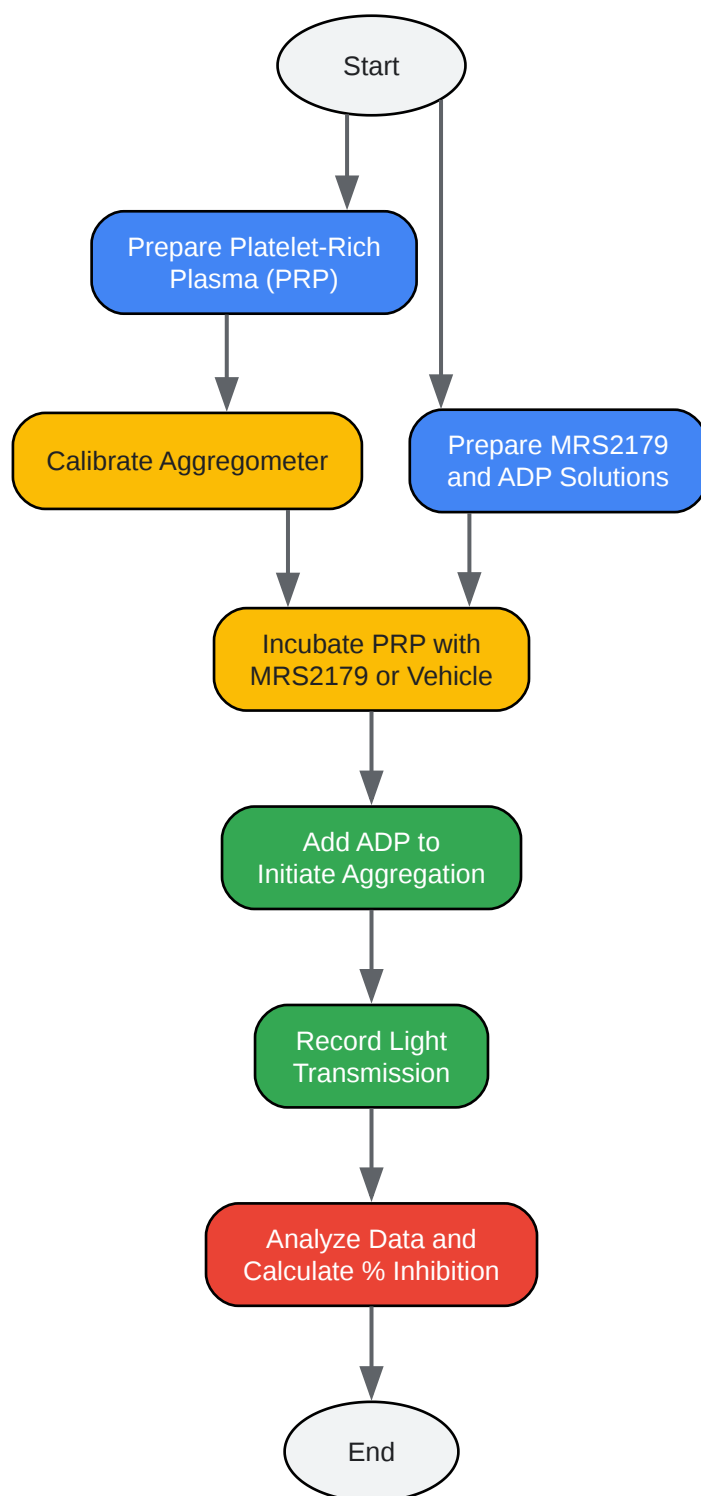 Start
Prepare Platelet-Rich
Plasma (PRP)
Calibrate Aggregometer
Prepare MRS2179
and ADP Solutions
Incubate PRP with
MRS2179 or Vehicle
Add ADP to
Initiate Aggregation
Record Light
Transmission
Analyze Data and
Calculate % Inhibition
End